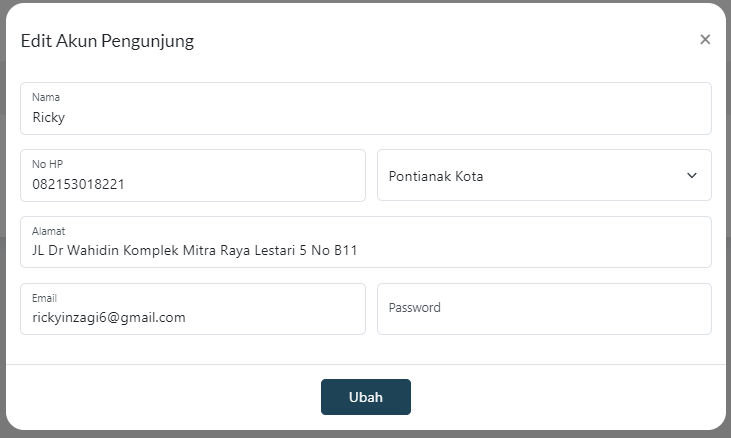 Edit Akun Pengunjung ×
Nama
Ricky
No HP
082153018221
Pontianak Kota
Alamat
JL Dr Wahidin Komplek Mitra Raya Lestari 5 No B11
Email
rickyinzagi6@gmail.com
Password
Ubah